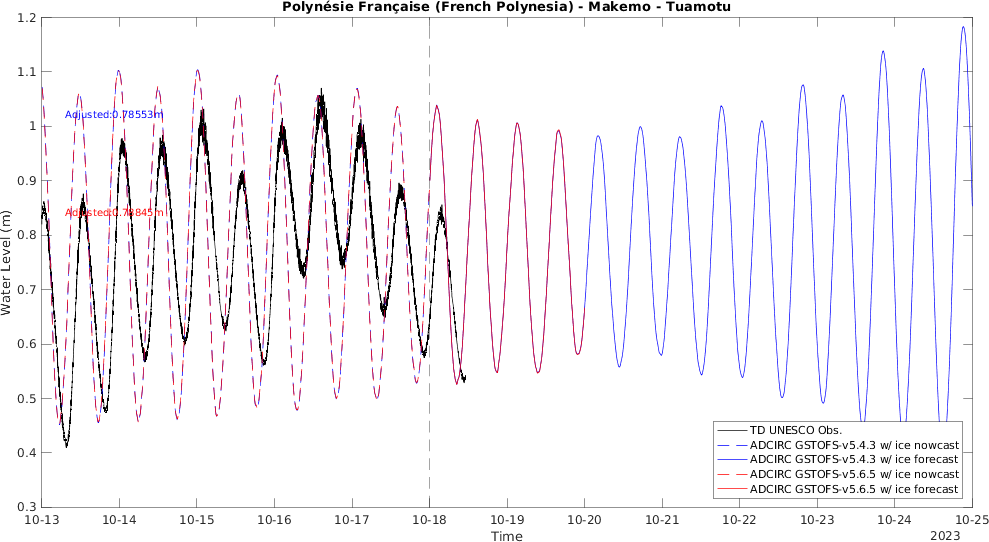 Polynésie Française (French Polynesia) - Makemo - Tuamotu
1.2
1.1
1
0.9
0.8
0.7
0.6
0.5
0.4
0.3
Water Level (m)
Adjusted:0.78553m
Adjusted:0.78845m
TD UNESCO Obs.
ADCIRC GSTOFS-v5.4.3 w/ ice nowcast
ADCIRC GSTOFS-v5.4.3 w/ ice forecast
ADCIRC GSTOFS-v5.6.5 w/ ice nowcast
ADCIRC GSTOFS-v5.6.5 w/ ice forecast
10-13 10-14 10-15 10-16 10-17 10-18 10-19 10-20 10-21 10-22 10-23 10-24 10-25
Time
2023